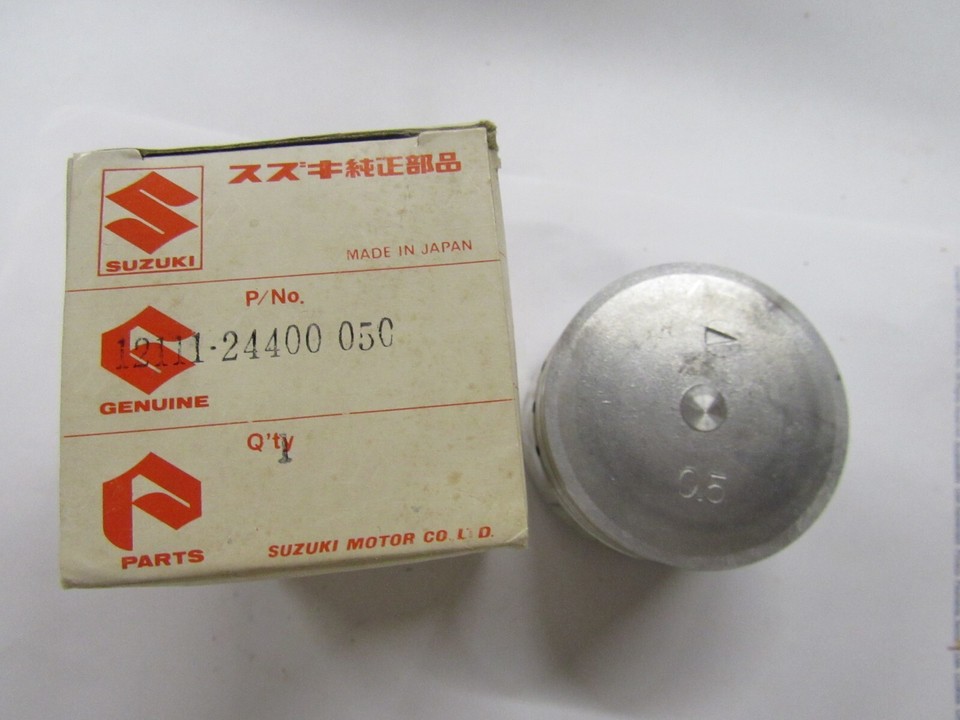 スズキ純正部品
SUZUKI
MADE IN JAPAN
P/No.
12111-24400 050
GENUINE
Q'ty
1
PARTS
SUZUKI MOTOR CO. LTD.
0.5